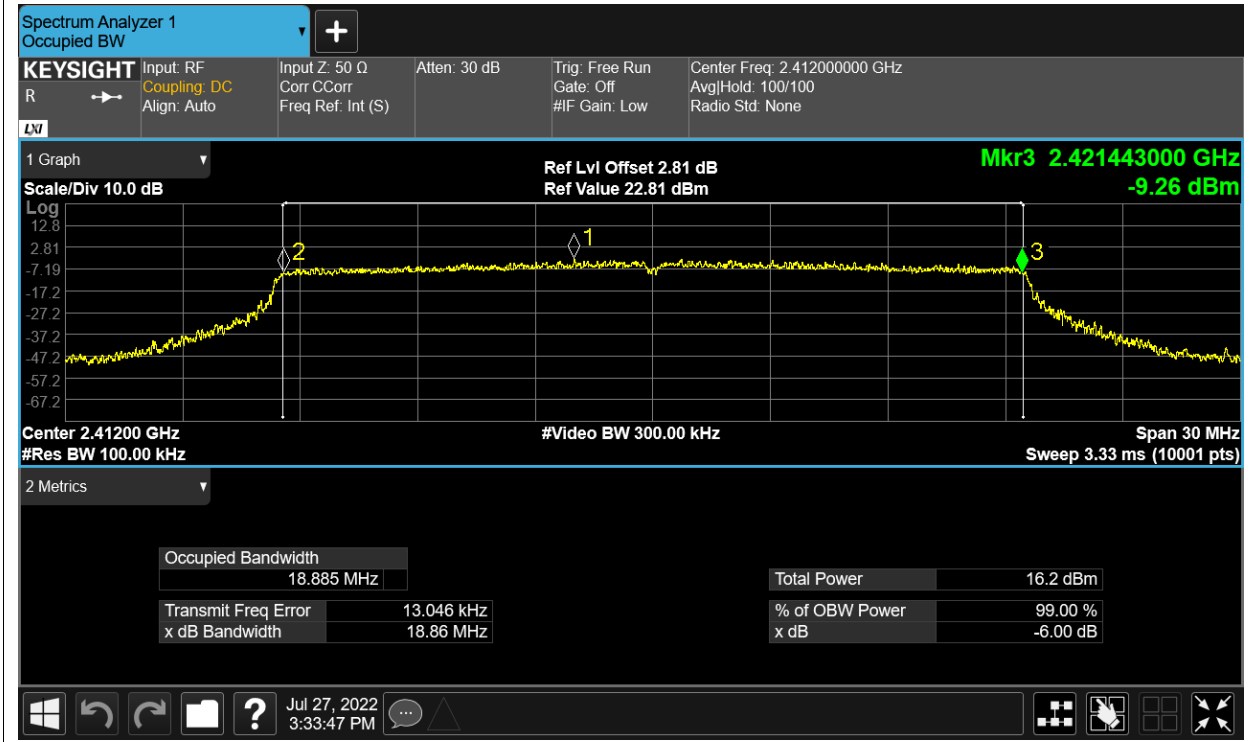 Spectrum Analyzer 1
Occupied BW
KEYSIGHT Input: RF Input Z: 50 Ω Atten: 30 dB Trig: Free Run Center Freq: 2.412000000 GHz
R Coupling: DC Corr CCorr Gate: Off Avg|Hold: 100/100
Align: Auto Freq Ref: Int (S) #IF Gain: Low Radio Std: None
LXI
1 Graph Ref Lvl Offset 2.81 dB Mkr3 2.421443000 GHz
Scale/Div 10.0 dB Ref Value 22.81 dBm -9.26 dBm
Log
12.8
2.81
-7.19
-17.2
-27.2
-37.2
-47.2
-57.2
-67.2
2
1
3
Center 2.41200 GHz #Video BW 300.00 kHz Span 30 MHz
#Res BW 100.00 kHz Sweep 3.33 ms (10001 pts)
2 Metrics
Occupied Bandwidth
18.885 MHz Total Power 16.2 dBm
Transmit Freq Error 13.046 kHz % of OBW Power 99.00 %
x dB Bandwidth 18.86 MHz x dB -6.00 dB
Jul 27, 2022
3:33:47 PM